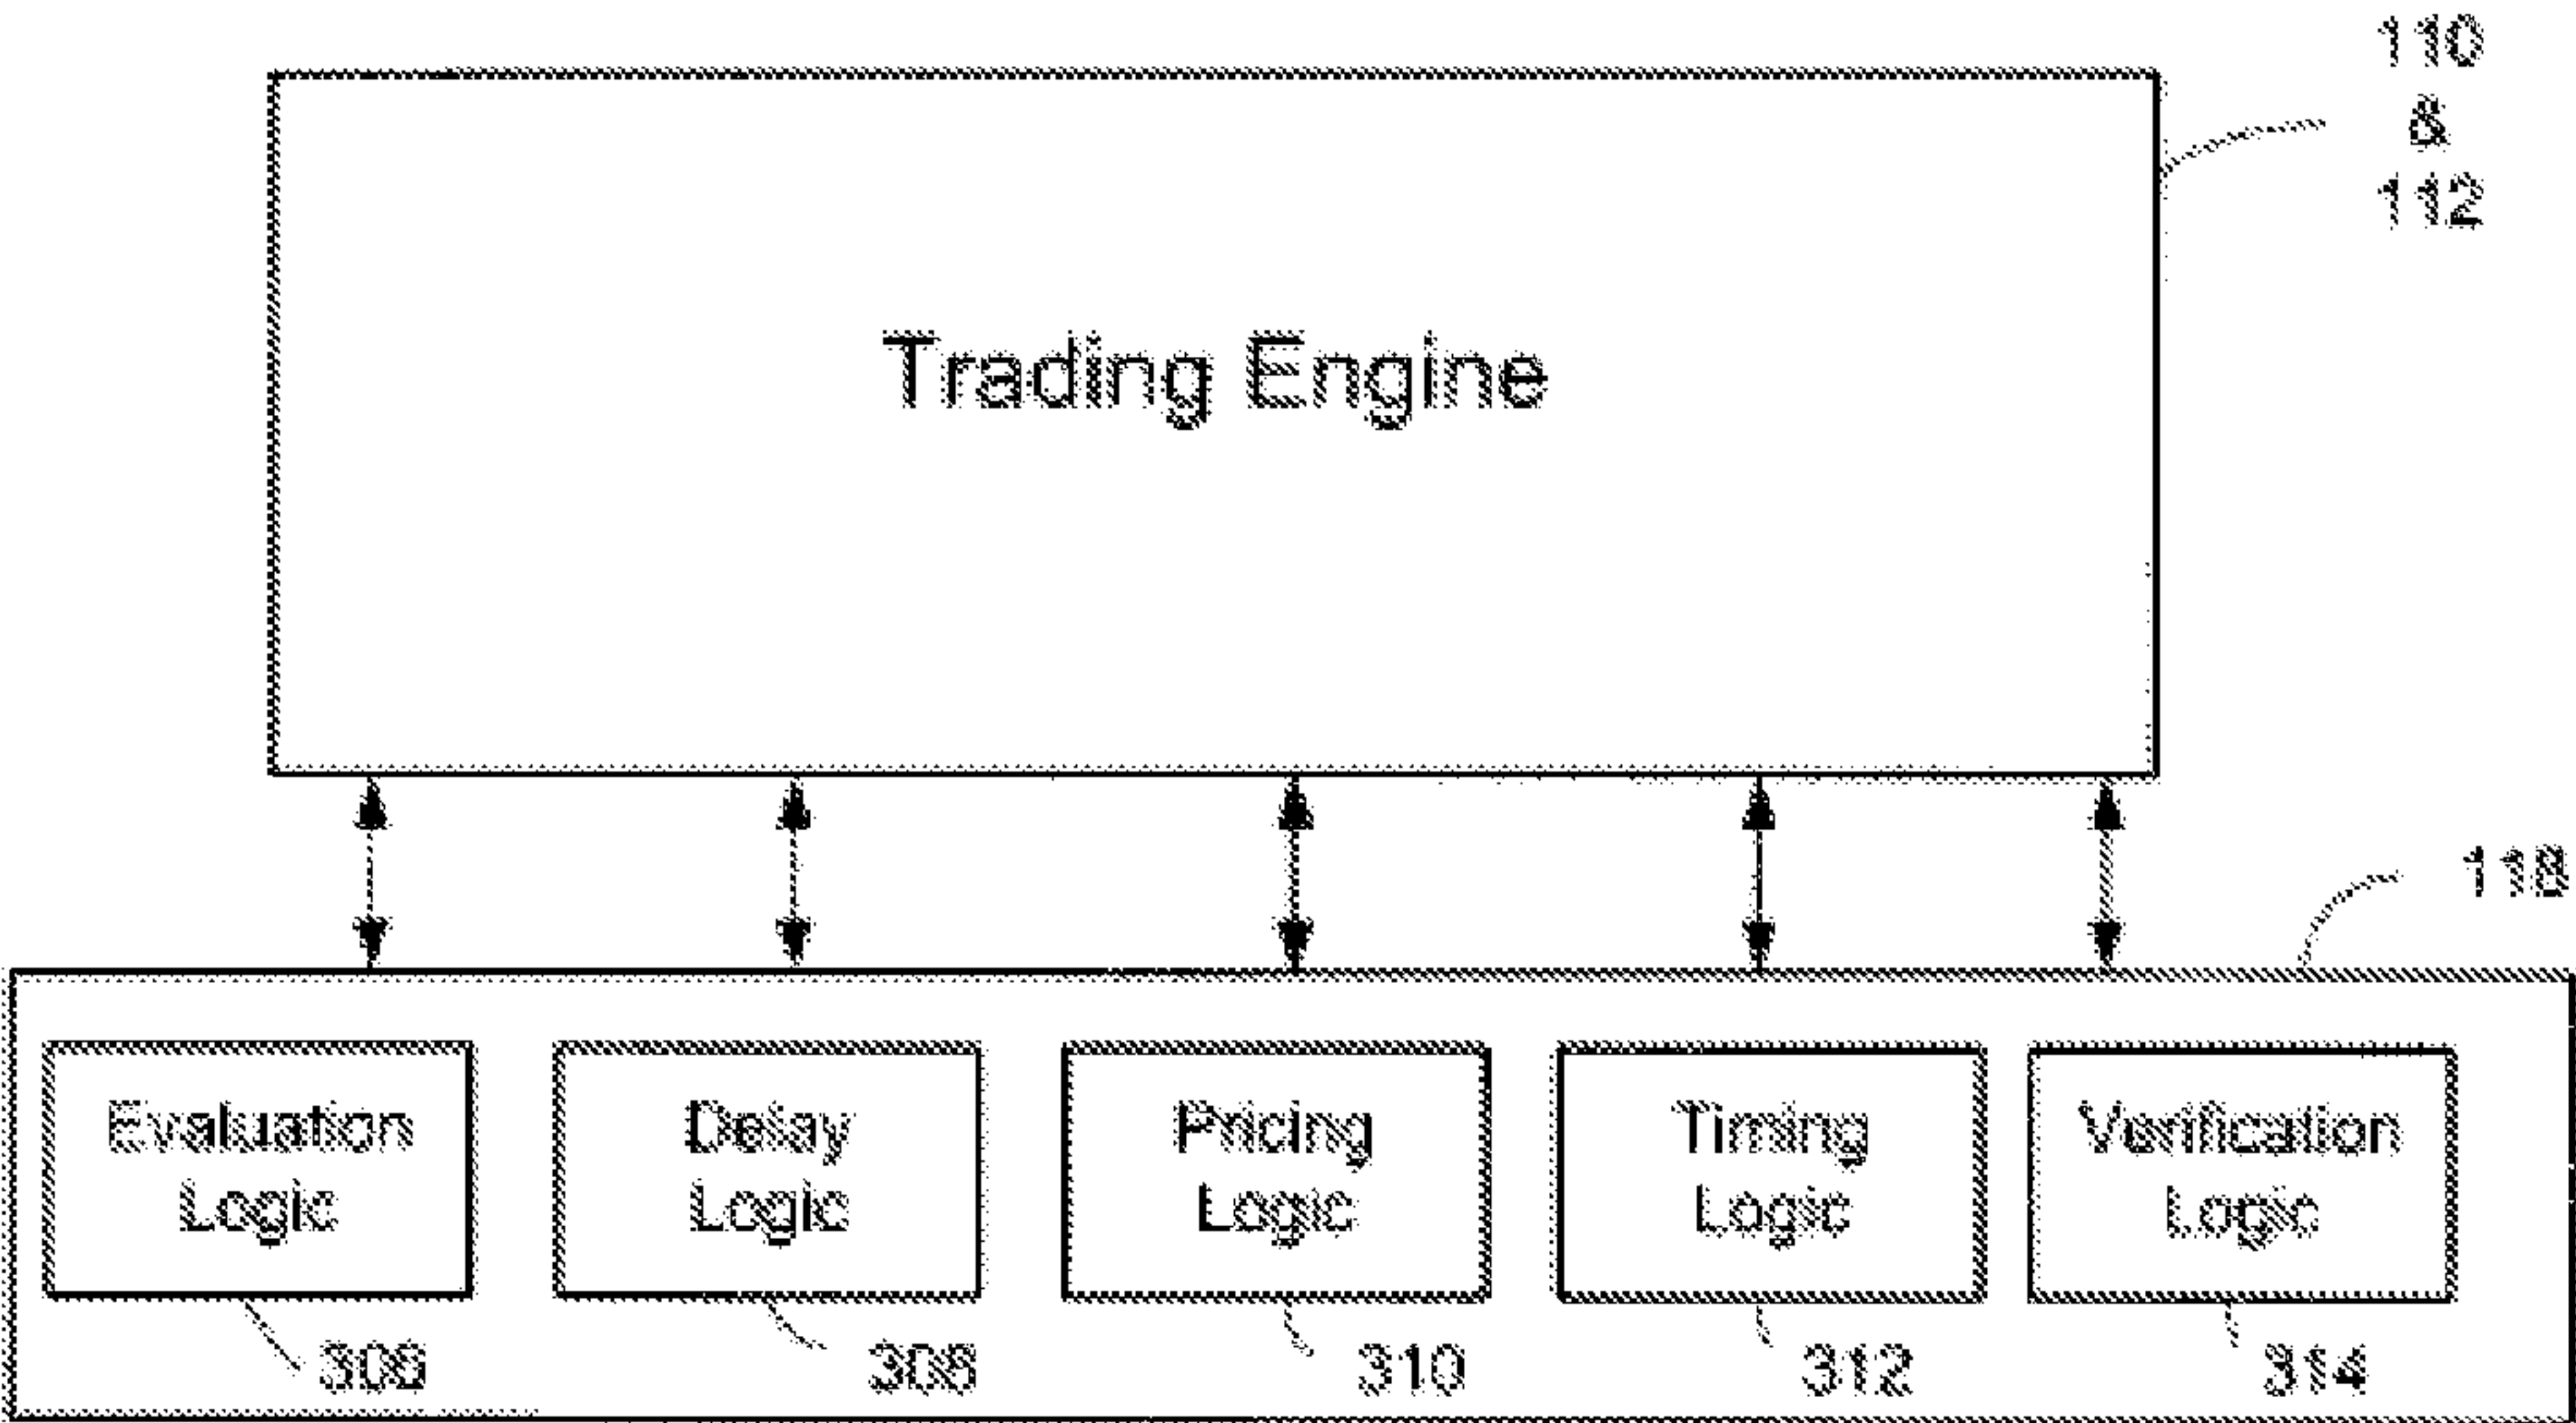 110
&
112
Trading Engine
118
Evaluation
Logic
Delay
Logic
Pricing
Logic
Timing
Logic
Verification
Logic
306
308
310
312
314